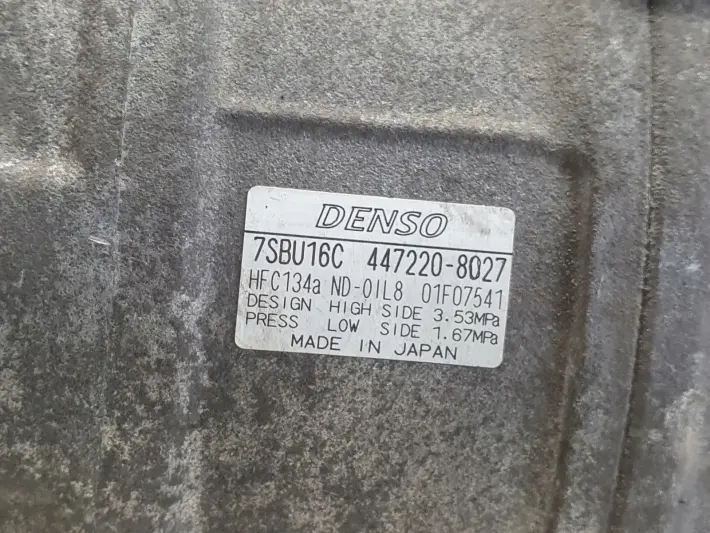 DENSO
7SBU16C 447220-8027
HFC134a ND-OIL8 01F07541
DESIGN HIGH SIDE 3.53MPa
PRESS LOW SIDE 1.67MPa
MADE IN JAPAN